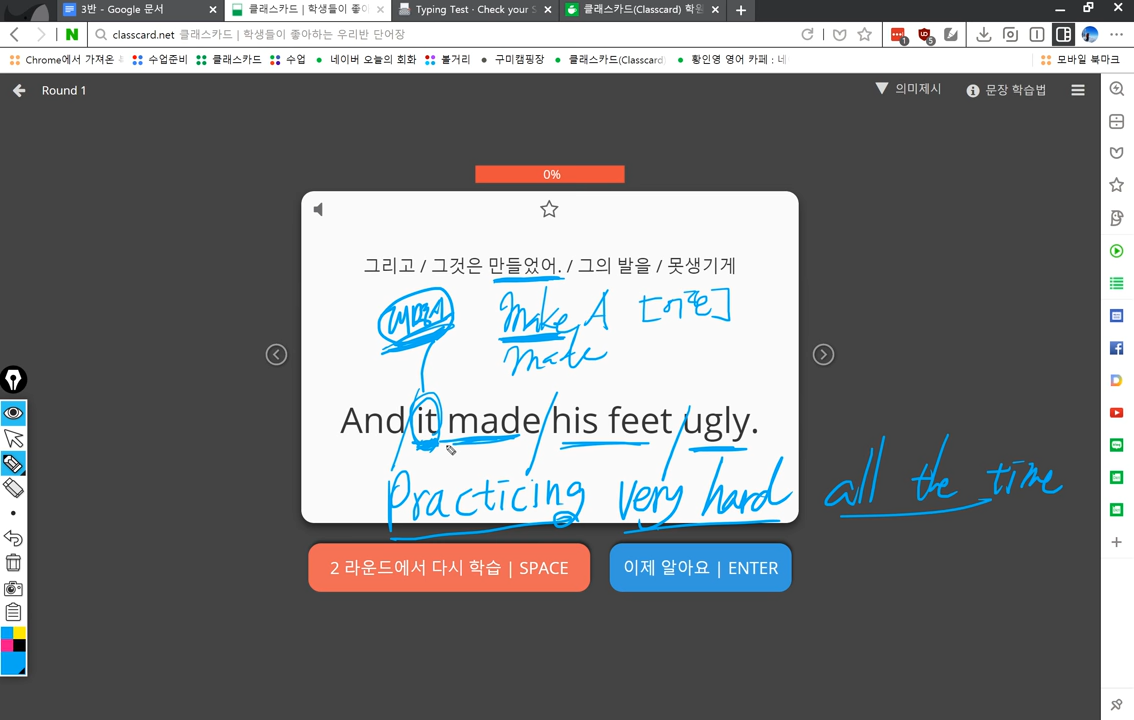 3반 - Google 문서
클래스카드 | 학생들이 좋아
Typing Test · Check your S
클래스카드(Classcard) 학원
N classcard.net 클래스카드 | 학생들이 좋아하는 우리반 단어장
1 5
Chrome에서 가져온 수업준비 클래스카드 수업 네이버 오늘의 회화 볼거리 구미캠핑장 클래스카드(Classcard) 황인영 영어 카페 : 네 모바일 북마크
Round 1 의미제시 문장 학습법
0%
그리고 / 그것은 만들었어. / 그의 발을 / 못생기게
Make A
made
And it made his feet ugly.
practicing very hard all the time
2 라운드에서 다시 학습 | SPACE 이제 알아요 | ENTER